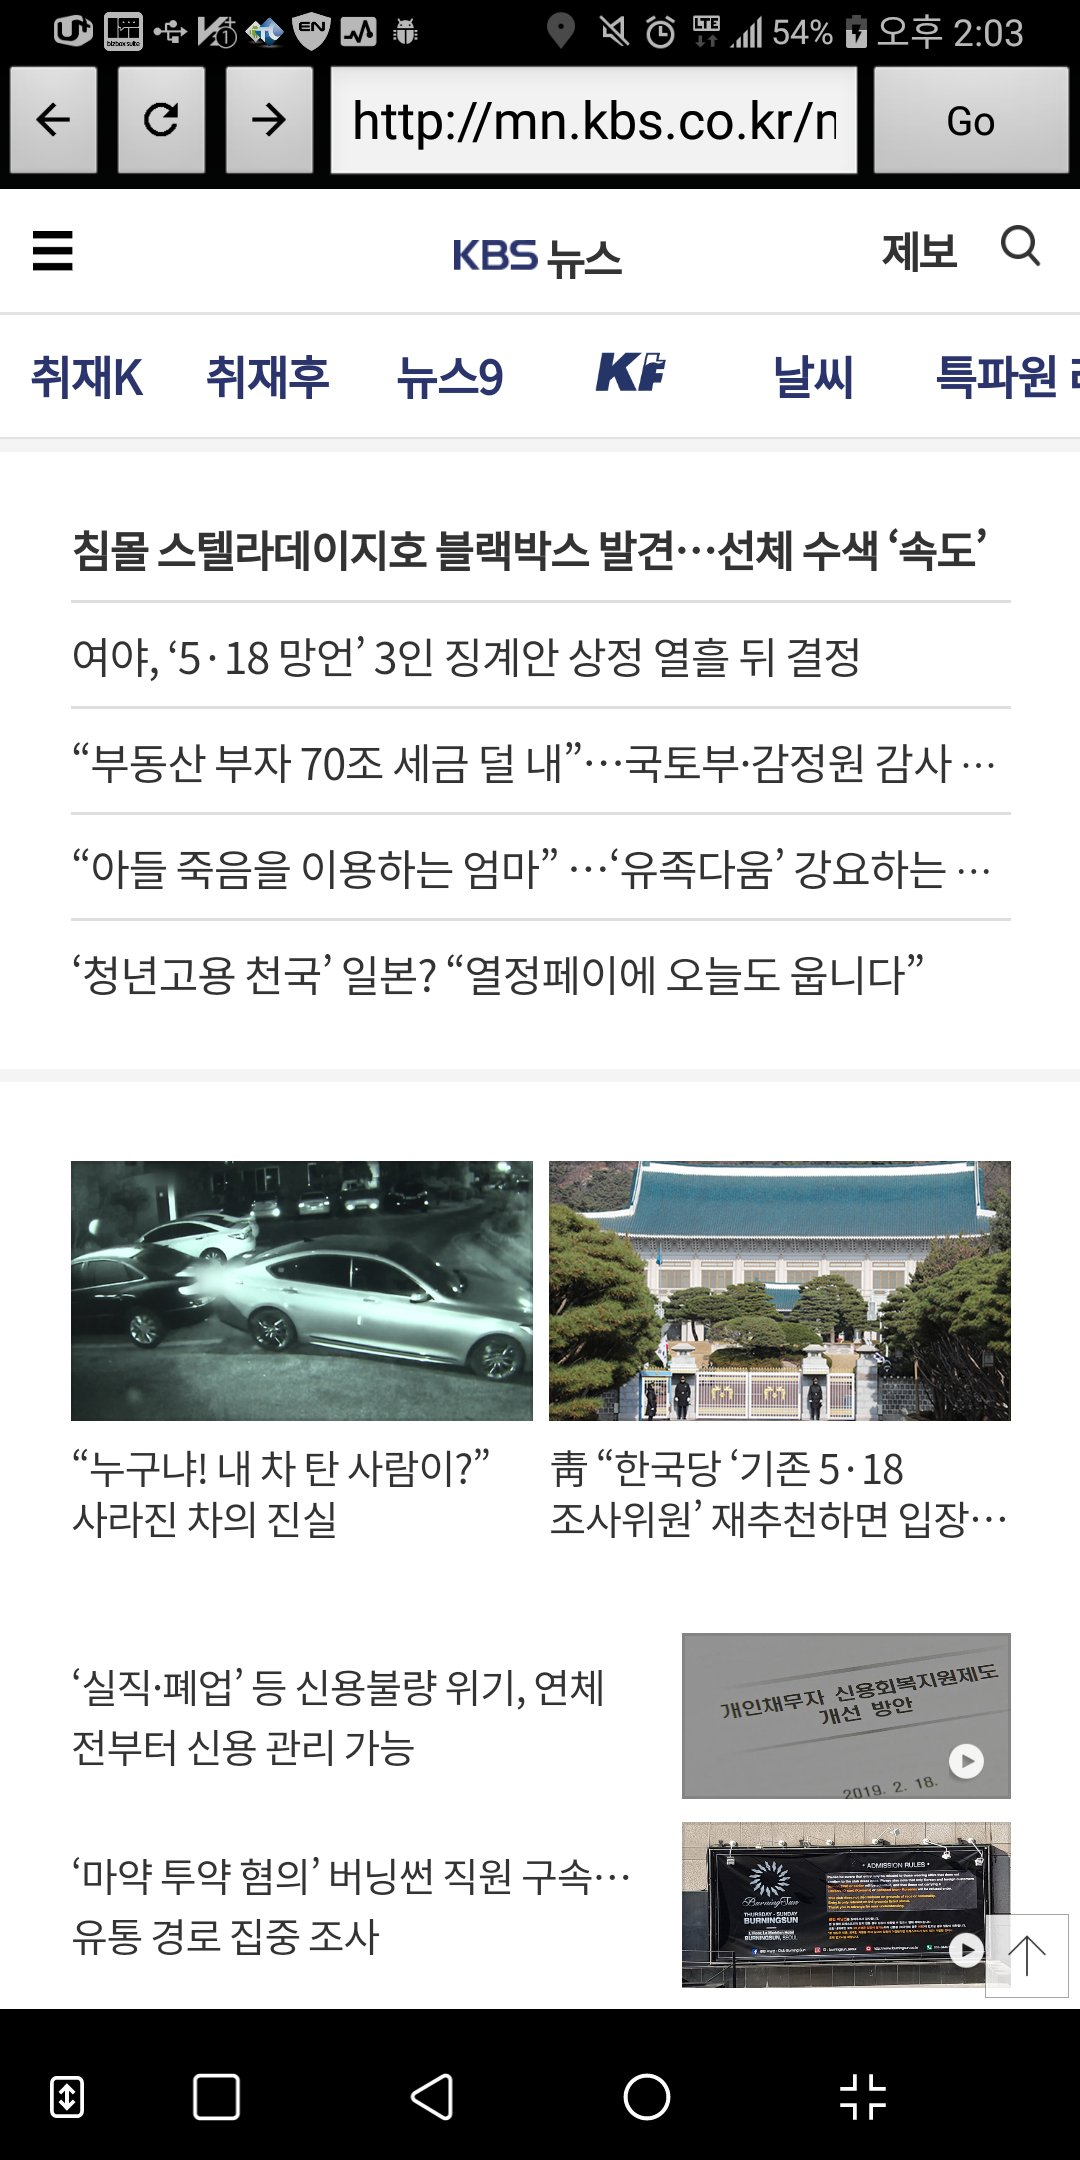 54% 오후 2:03
http://mn.kbs.co.kr/n
Go
KBS 뉴스
제보
취재K 취재후 뉴스9 KF 날씨 특파원
침몰 스텔라데이지호 블랙박스 발견…선체 수색 ‘속도’
여야, ‘5·18 망언’ 3인 징계안 상정 열흘 뒤 결정
“부동산 부자 70조 세금 덜 내”…국토부·감정원 감사 …
“아들 죽음을 이용하는 엄마” …‘유족다움’ 강요하는 …
‘청년고용 천국’ 일본? “열정페이에 오늘도 웁니다”
“누구냐! 내 차 탄 사람이?”
사라진 차의 진실
靑 “한국당 ‘기존 5·18
조사위원’ 재추천하면 입장…
‘실직·폐업’ 등 신용불량 위기, 연체
전부터 신용 관리 가능
개인채무자 신용회복지원제도
개선 방안
2019. 2. 18.
‘마약 투약 혐의’ 버닝썬 직원 구속…
유통 경로 집중 조사
BurningSun
THURSDAY - SUNDAY
BURNINGSUN
BURNINGSUN, SEOUL
• ADMISSION RULES •